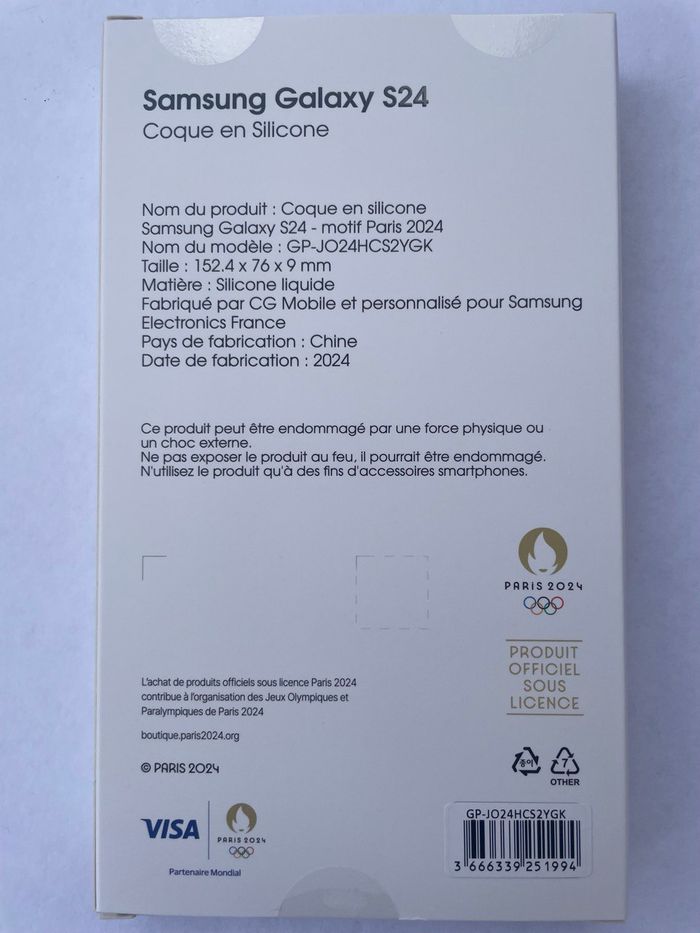 Samsung Galaxy S24
Coque en Silicone
Nom du produit : Coque en silicone
Samsung Galaxy S24 - motif Paris 2024
Nom du modèle : GP-JO24HCS2YGK
Taille : 152.4 x 76 x 9 mm
Matière : Silicone liquide
Fabriqué par CG Mobile et personnalisé pour Samsung
Electronics France
Pays de fabrication : Chine
Date de fabrication : 2024
Ce produit peut être endommagé par une force physique ou
un choc externe.
Ne pas exposer le produit au feu, il pourrait être endommagé.
N'utilisez le produit qu'à des fins d'accessoires smartphones.
PARIS 2024
PRODUIT
OFFICIEL
SOUS
LICENCE
L'achat de produits officiels sous licence Paris 2024
contribue à l'organisation des Jeux Olympiques et
Paralympiques de Paris 2024
boutique.paris2024.org
© PARIS 2024
종이
7
OTHER
VISA
PARIS 2024
Partenaire Mondial
GP-JO24HCS2YGK
3 666339 251994